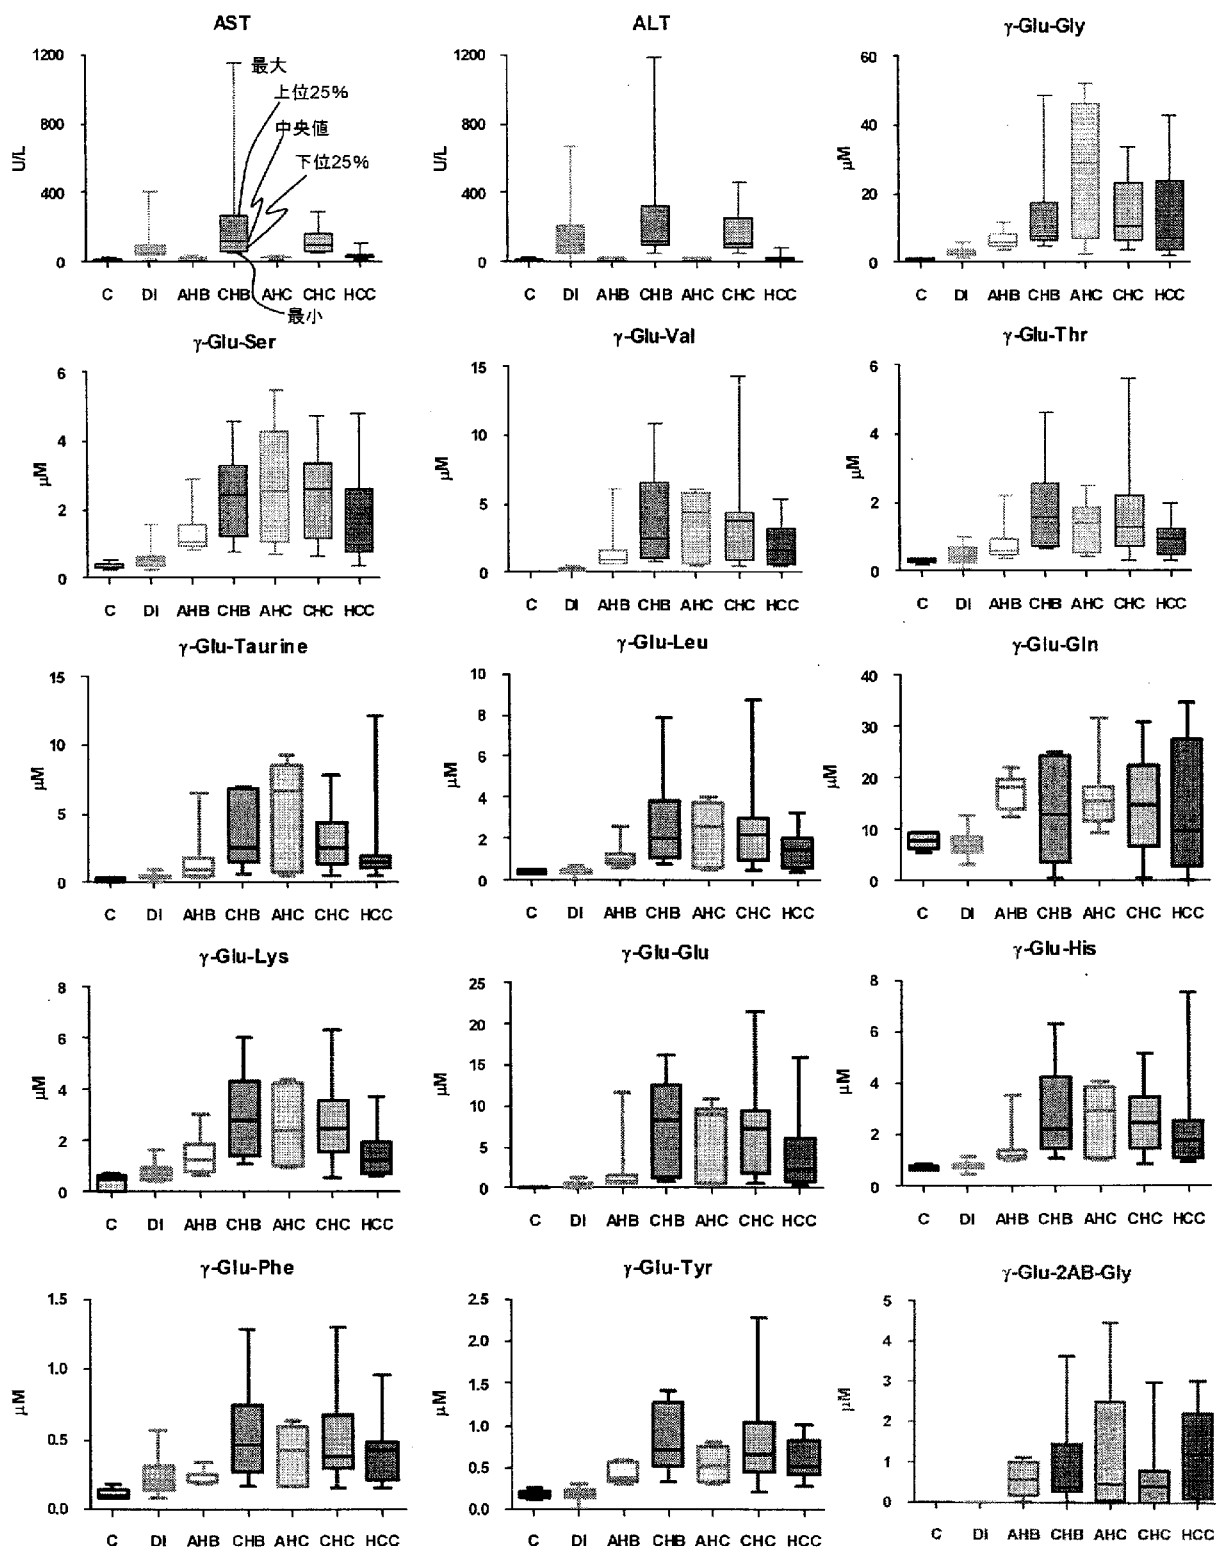 AST
1200
800
400
0
U/L
最大
上位25%
中央値
下位25%
最小
C DI AHB CHB AHC CHC HCC
ALT
1200
800
400
0
U/L
C DI AHB CHB AHC CHC HCC
γ-Glu-Gly
60
40
20
0
μM
C DI AHB CHB AHC CHC HCC
γ-Glu-Ser
6
4
2
0
μM
C DI AHB CHB AHC CHC HCC
γ-Glu-Val
15
10
5
0
μM
C DI AHB CHB AHC CHC HCC
γ-Glu-Thr
6
4
2
0
μM
C DI AHB CHB AHC CHC HCC
γ-Glu-Taurine
15
10
5
0
μM
C DI AHB CHB AHC CHC HCC
γ-Glu-Leu
10
8
6
4
2
0
μM
C DI AHB CHB AHC CHC HCC
γ-Glu-Gln
40
30
20
10
0
μM
C DI AHB CHB AHC CHC HCC
γ-Glu-Lys
8
6
4
2
0
μM
C DI AHB CHB AHC CHC HCC
γ-Glu-Glu
25
20
15
10
5
0
μM
C DI AHB CHB AHC CHC HCC
γ-Glu-His
8
6
4
2
0
μM
C DI AHB CHB AHC CHC HCC
γ-Glu-Phe
1.5
1.0
0.5
0.0
μM
C DI AHB CHB AHC CHC HCC
γ-Glu-Tyr
2.5
2.0
1.5
1.0
0.5
0.0
μM
C DI AHB CHB AHC CHC HCC
γ-Glu-2AB-Gly
5
4
3
2
1
0
μM
C DI AHB CHB AHC CHC HCC